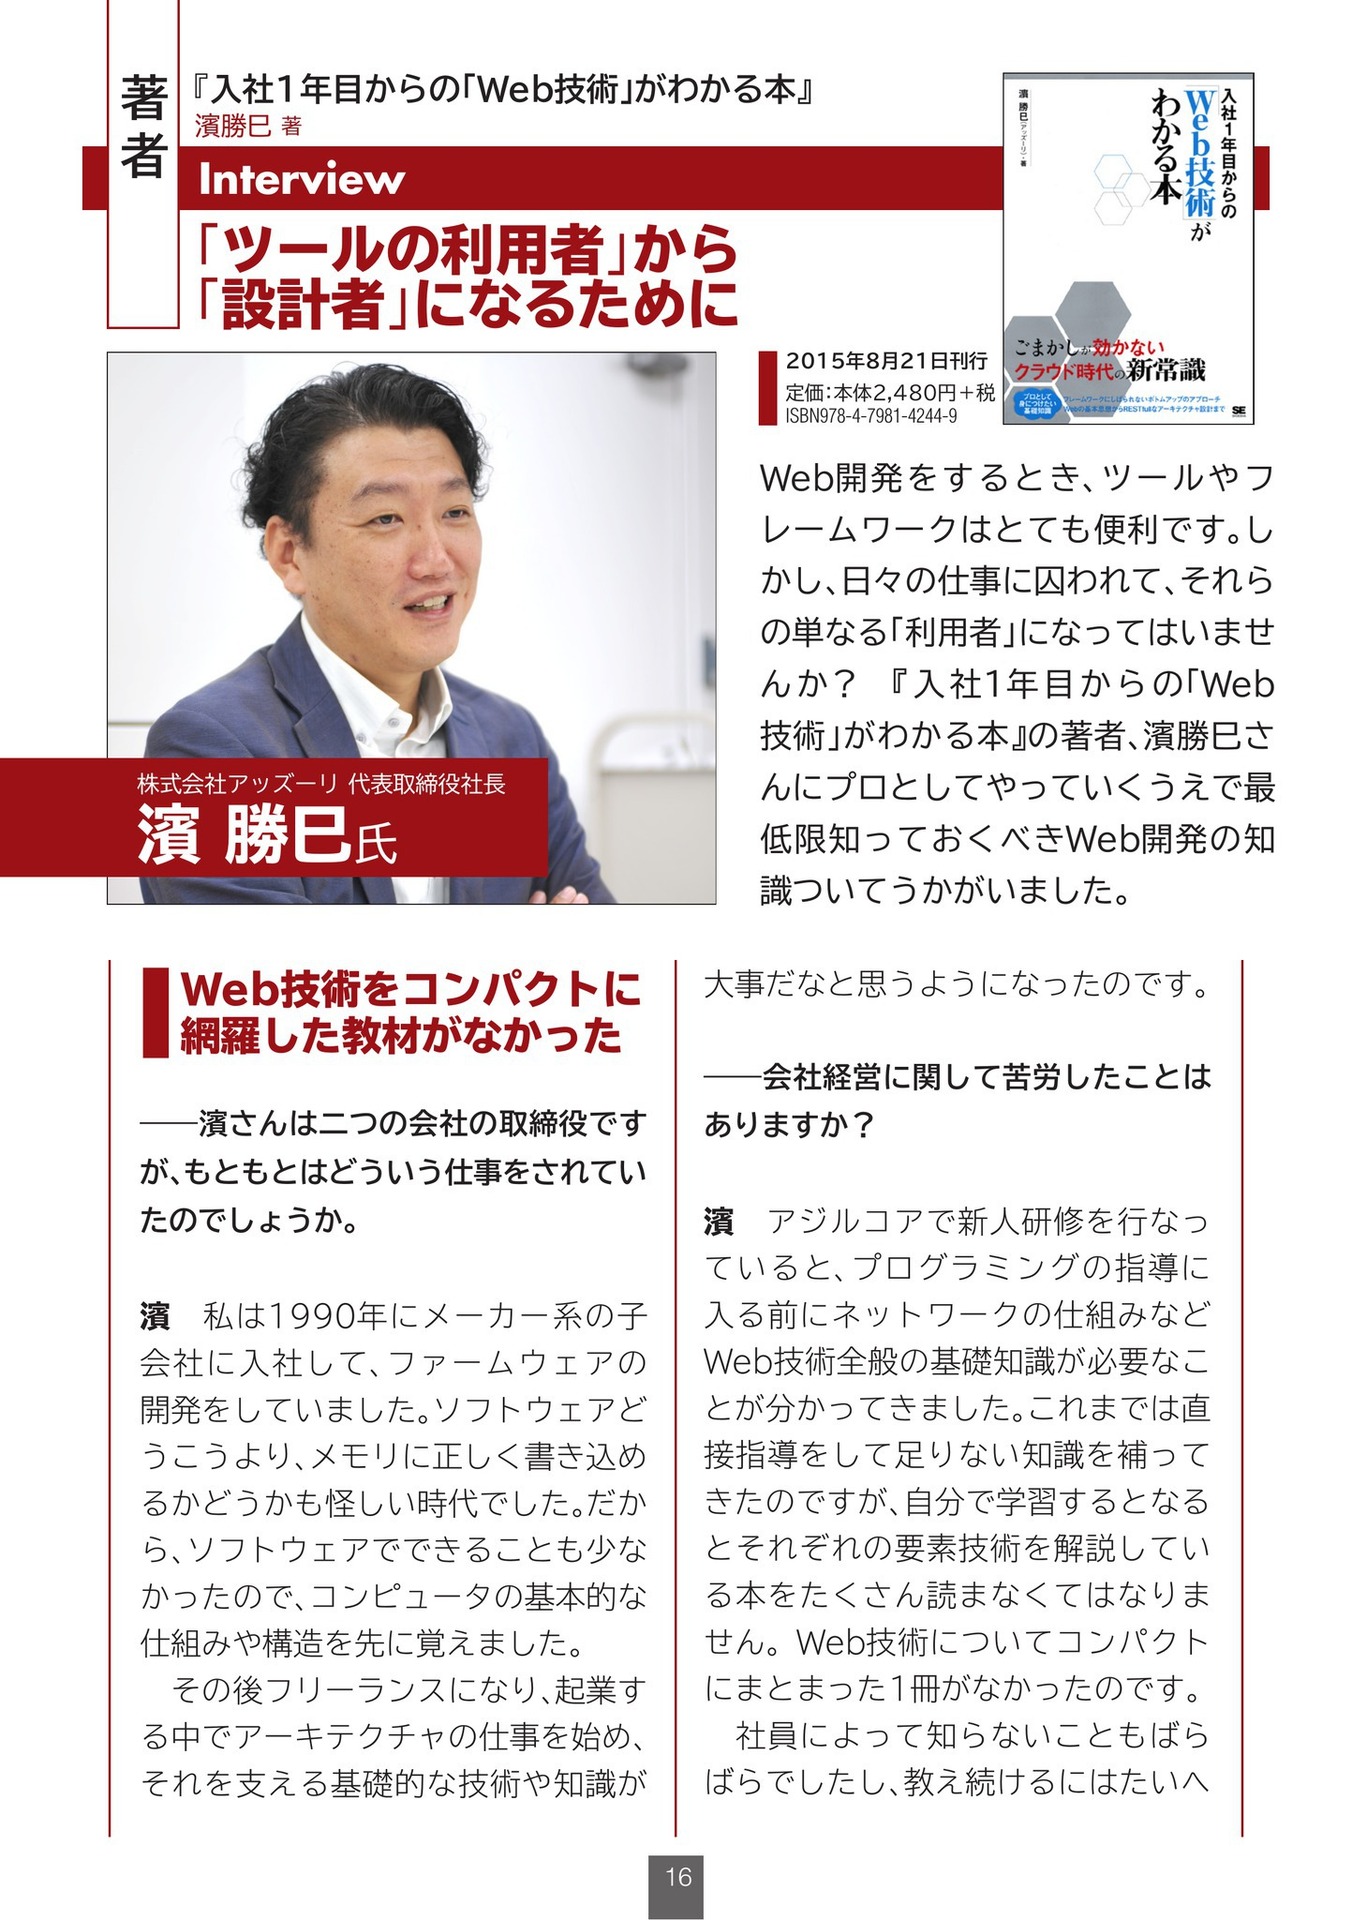 著者
『入社1年目からの「Web技術」がわかる本』
濱勝巳 著
Interview
「ツールの利用者」から
「設計者」になるために
入社1年目からの
「Web技術」が
わかる本
濱 勝巳(アッズーリ)・著
ごまかしが効かない
クラウド時代の新常識
プロとして
身につけたい
基礎知識
フレームワークにしばられないボトムアップのアプローチ
Webの基本思想からRESTfulなアーキテクチャ設計まで
SE
2015年8月21日刊行
定価:本体2,480円+税
ISBN978-4-7981-4244-9
株式会社アッズーリ 代表取締役社長
濱 勝巳氏
Web開発をするとき、ツールやフ
レームワークはとても便利です。し
かし、日々の仕事に囚われて、それら
の単なる「利用者」になってはいませ
んか? 『入社1年目からの「Web
技術」がわかる本』の著者、濱勝巳さ
んにプロとしてやっていくうえで最
低限知っておくべきWeb開発の知
識ついてうかがいました。
Web技術をコンパクトに
網羅した教材がなかった
――濱さんは二つの会社の取締役です
が、もともとはどういう仕事をされてい
たのでしょうか。
濱 私は1990年にメーカー系の子
会社に入社して、ファームウェアの
開発をしていました。ソフトウェアど
うこうより、メモリに正しく書き込め
るかどうかも怪しい時代でした。だか
ら、ソフトウェアでできることも少な
かったので、コンピュータの基本的な
仕組みや構造を先に覚えました。
その後フリーランスになり、起業す
る中でアーキテクチャの仕事を始め、
それを支える基礎的な技術や知識が
大事だなと思うようになったのです。
――会社経営に関して苦労したことは
ありますか?
濱 アジルコアで新人研修を行なっ
ていると、プログラミングの指導に
入る前にネットワークの仕組みなど
Web技術全般の基礎知識が必要なこ
とが分かってきました。これまでは直
接指導をして足りない知識を補って
きたのですが、自分で学習するとなる
とそれぞれの要素技術を解説してい
る本をたくさん読まなくてはなりま
せん。Web技術についてコンパクト
にまとまった1冊がなかったのです。
社員によって知らないこともばら
ばらでしたし、教え続けるにはたいへ
16